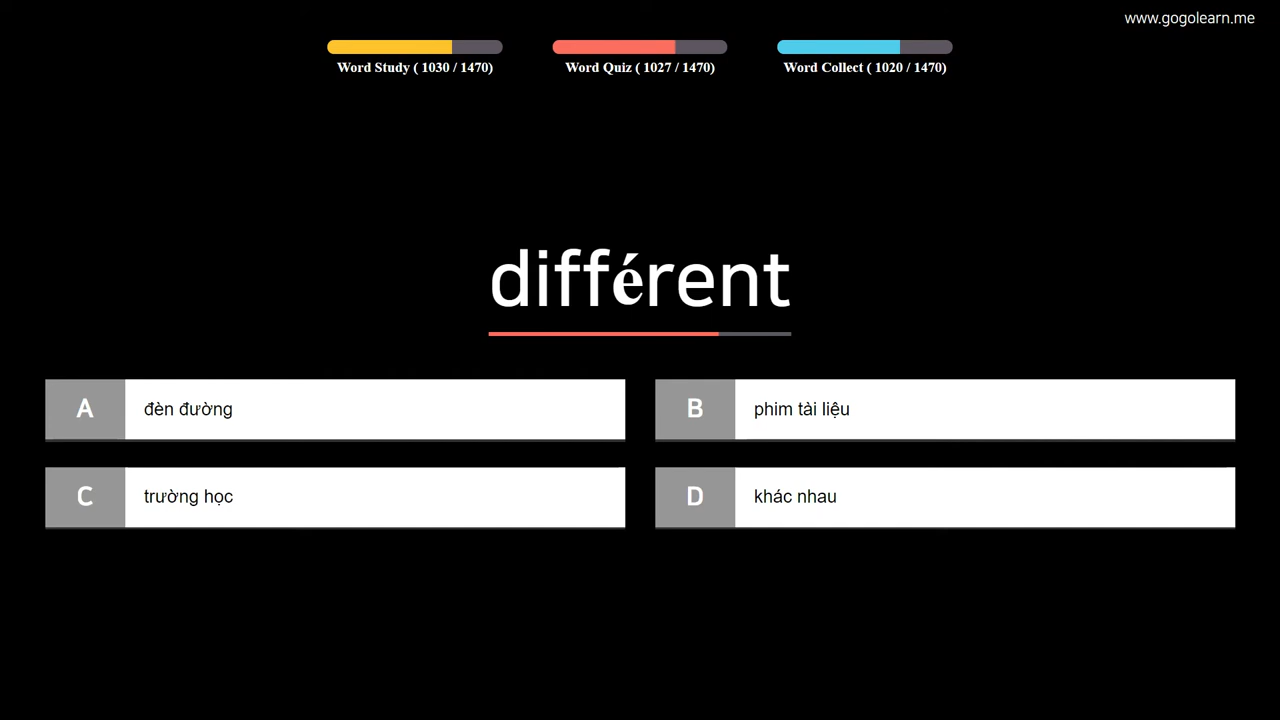 www.gogolearn.me
Word Study ( 1030 / 1470)
Word Quiz ( 1027 / 1470)
Word Collect ( 1020 / 1470)
différent
A đèn đường
B phim tài liệu
C trường học
D khác nhau